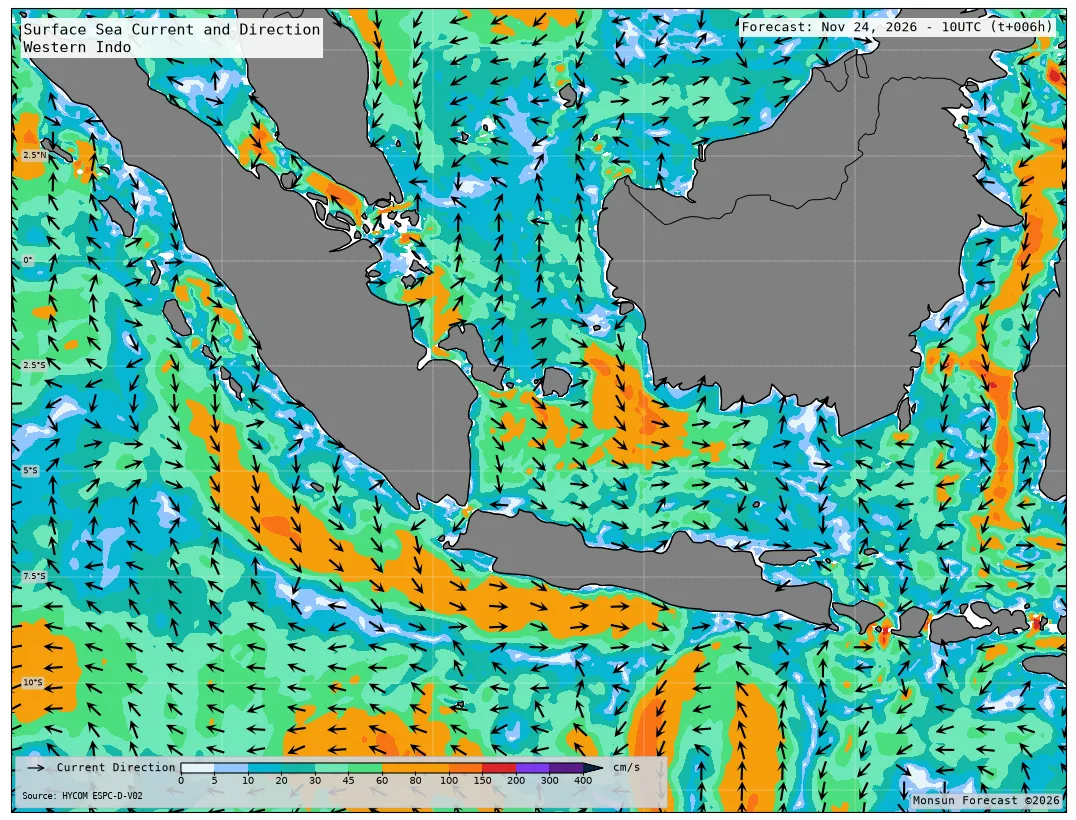 Surface Sea Current and Direction
Western Indo
Forecast: Nov 24, 2026 - 10UTC (t+006h)
2.5°N
0°
2.5°S
5°S
7.5°S
10°S
Current Direction
0 5 10 20 30 45 60 80 100 150 200 300 400 cm/s
Source: HYCOM ESPC-D-V02
Monsun Forecast ©2026